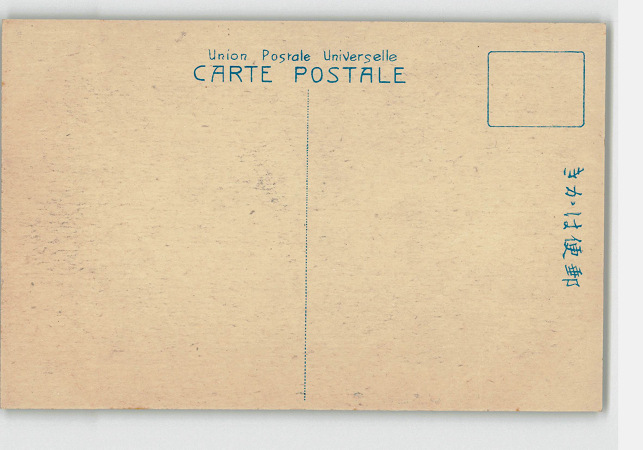 Union Postale Universelle
CARTE POSTALE
郵便はがき